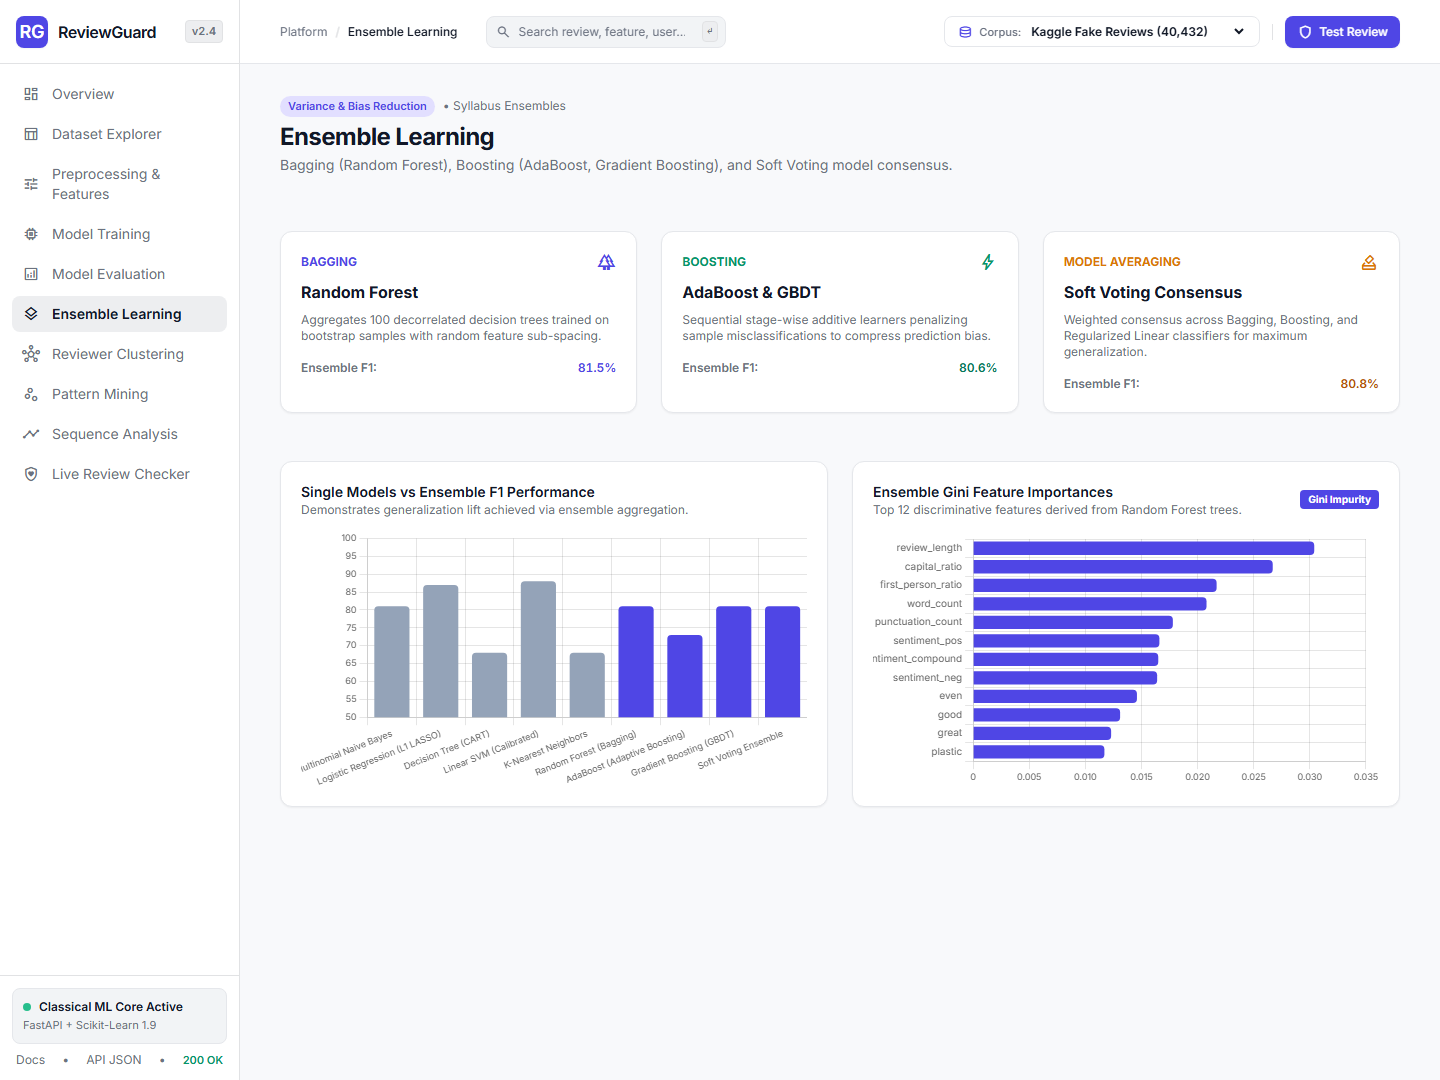 RG ReviewGuard v2.4
Platform / Ensemble Learning
Search review, feature, user... ↵
Corpus: Kaggle Fake Reviews (40,432)
Test Review
Overview
Dataset Explorer
Preprocessing &
Features
Model Training
Model Evaluation
Ensemble Learning
Reviewer Clustering
Pattern Mining
Sequence Analysis
Live Review Checker
Classical ML Core Active
FastAPI + Scikit-Learn 1.9
Docs • API JSON • 200 OK
Variance & Bias Reduction • Syllabus Ensembles
Ensemble Learning
Bagging (Random Forest), Boosting (AdaBoost, Gradient Boosting), and Soft Voting model consensus.
BAGGING
Random Forest
Aggregates 100 decorrelated decision trees trained on
bootstrap samples with random feature sub-spacing.
Ensemble F1: 81.5%
BOOSTING
AdaBoost & GBDT
Sequential stage-wise additive learners penalizing
sample misclassifications to compress prediction bias.
Ensemble F1: 80.6%
MODEL AVERAGING
Soft Voting Consensus
Weighted consensus across Bagging, Boosting, and
Regularized Linear classifiers for maximum
generalization.
Ensemble F1: 80.8%
Single Models vs Ensemble F1 Performance
Demonstrates generalization lift achieved via ensemble aggregation.
100
95
90
85
80
75
70
65
60
55
50
ultinomial Naive Bayes
Logistic Regression (L1 LASSO)
Decision Tree (CART)
Linear SVM (Calibrated)
K-Nearest Neighbors
Random Forest (Bagging)
AdaBoost (Adaptive Boosting)
Gradient Boosting (GBDT)
Soft Voting Ensemble
Ensemble Gini Feature Importances
Top 12 discriminative features derived from Random Forest trees.
Gini Impurity
review_length
capital_ratio
first_person_ratio
word_count
punctuation_count
sentiment_pos
ntiment_compound
sentiment_neg
even
good
great
plastic
0 0.005 0.010 0.015 0.020 0.025 0.030 0.035